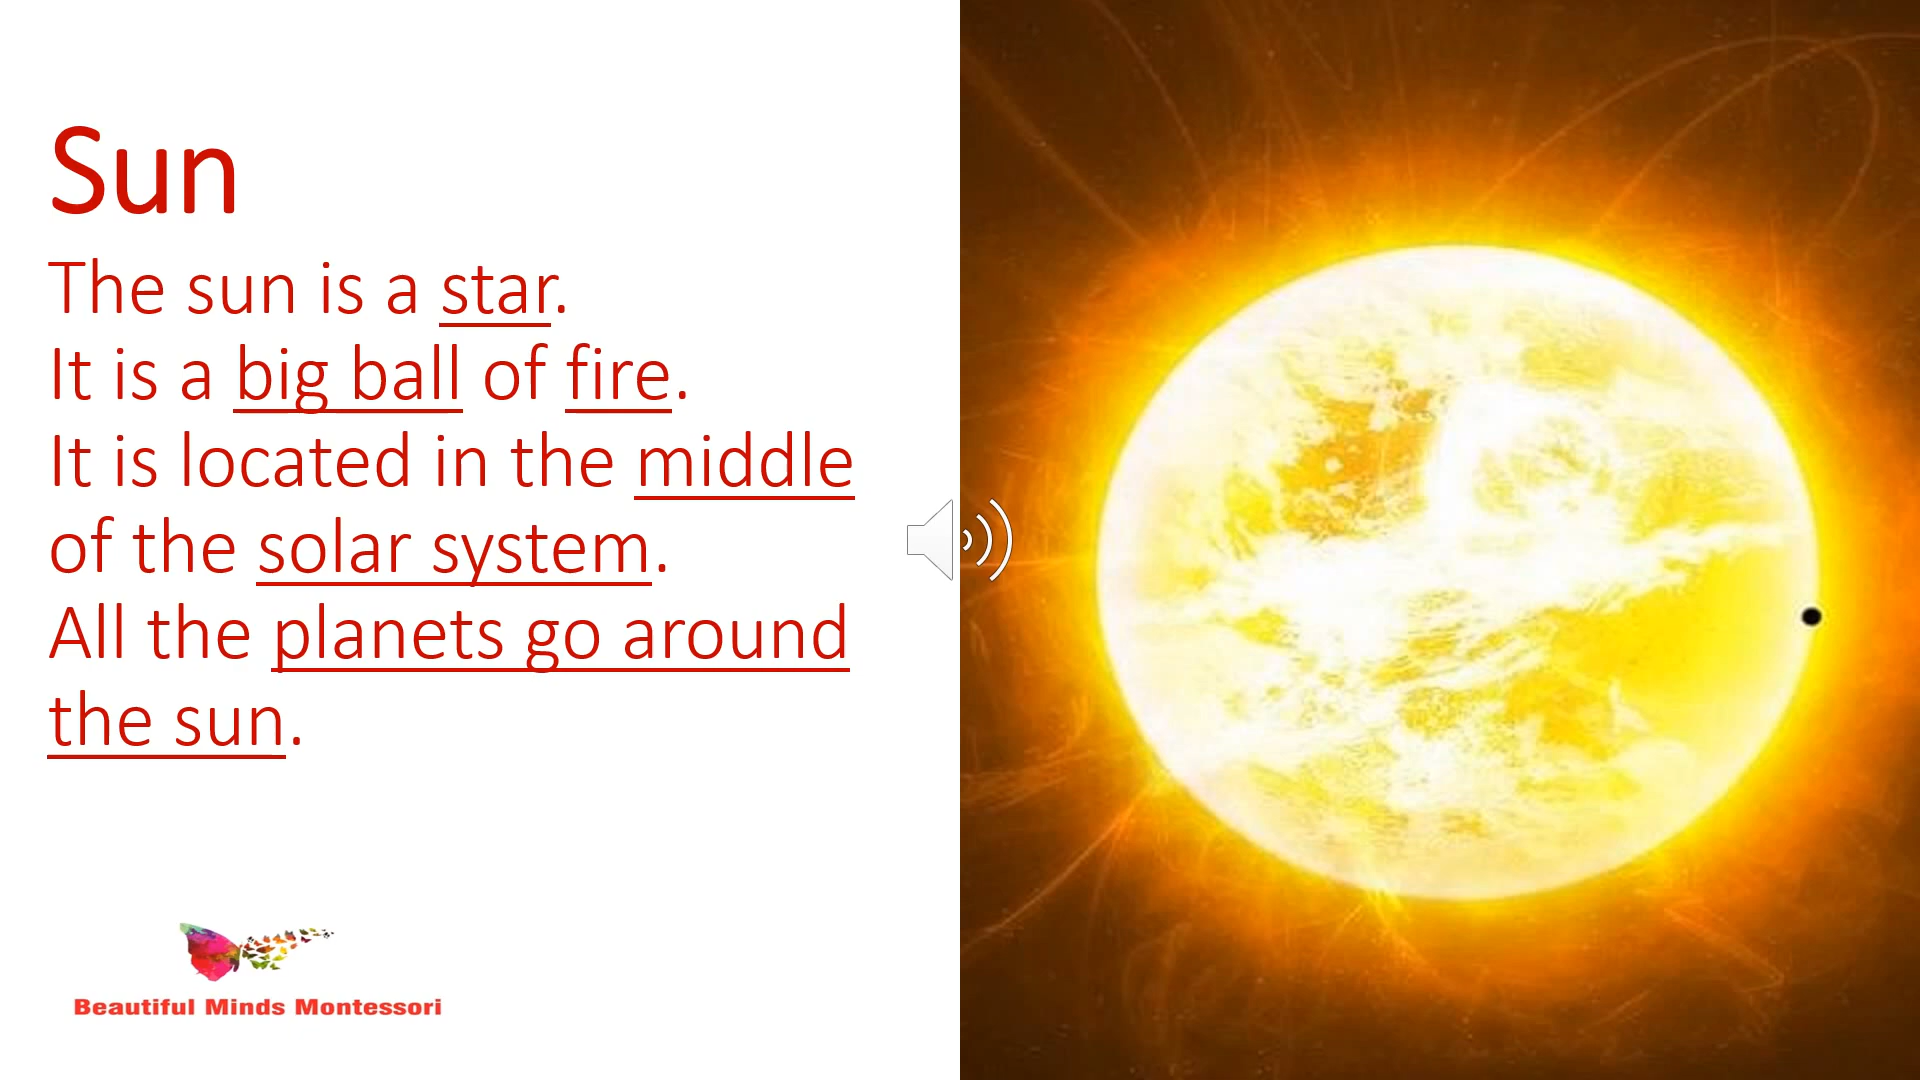 Sun
The sun is a star.
It is a big ball of fire.
It is located in the middle
of the solar system.
All the planets go around
the sun.
Beautiful Minds Montessori